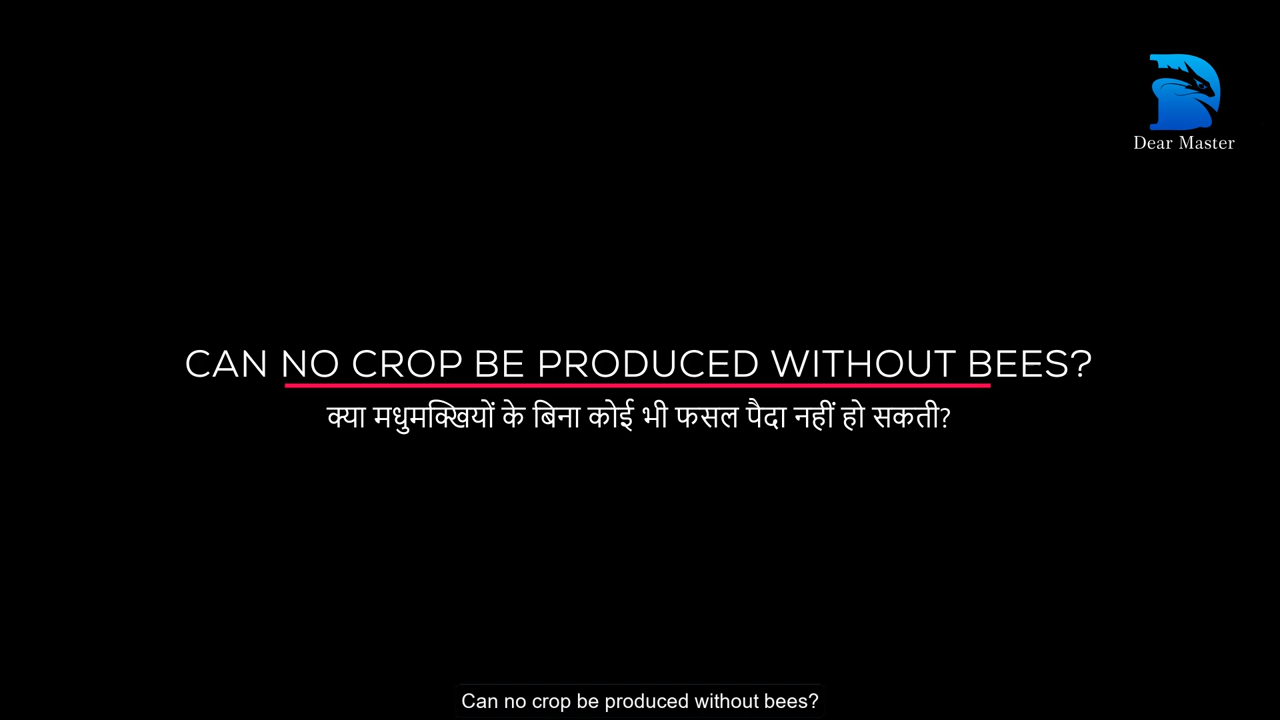 Dear Master
CAN NO CROP BE PRODUCED WITHOUT BEES?
क्या मधुमक्खियों के बिना कोई भी फसल पैदा नहीं हो सकती?
Can no crop be produced without bees?